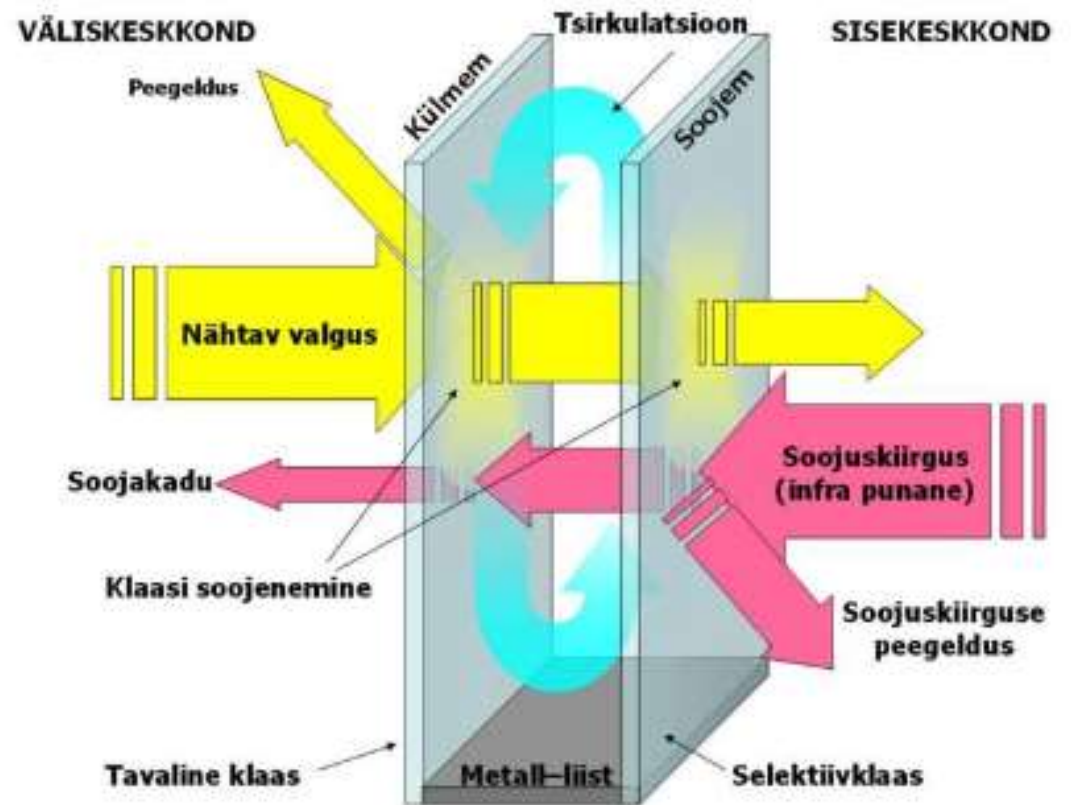 VÄLISKESKKOND
Tsirkulatsioon
SISEKESKKOND
Peegeldus
Külmem
Soojem
Nähtav valgus
Soojakadu
Soojuskiirgus
(infra punane)
Klaasi soojenemine
Soojuskiirguse
peegeldus
Tavaline klaas
Metall-liist
Selektiivklaas